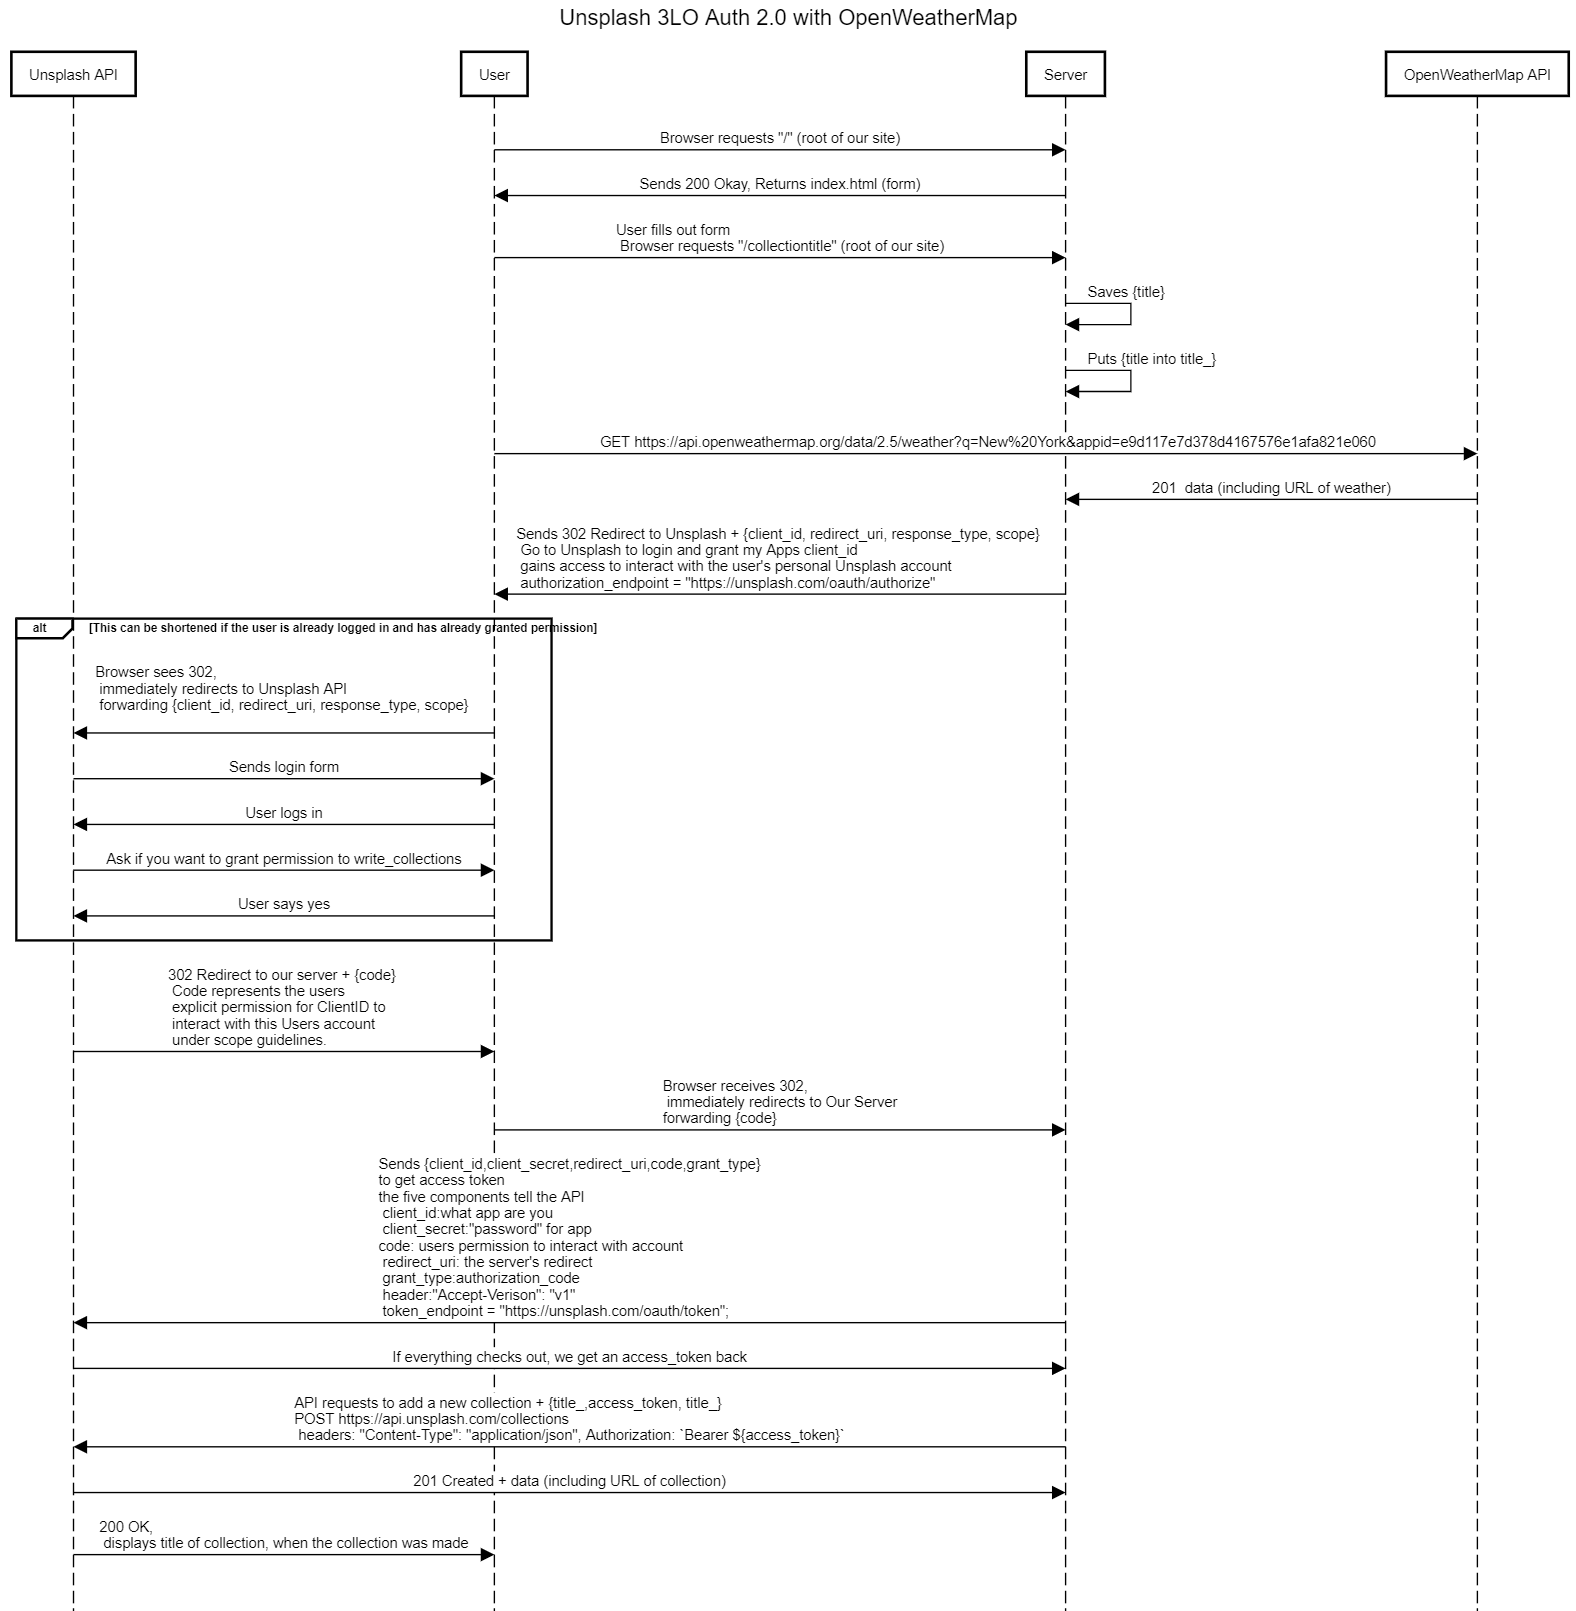 Unsplash 3LO Auth 2.0 with OpenWeatherMap
Unsplash API
User
Server
OpenWeatherMap API
Browser requests "/" (root of our site)
Sends 200 Okay, Returns index.html (form)
User fills out form
Browser requests "/collectiontitle" (root of our site)
Saves {title}
Puts {title into title_}
GET https://api.openweathermap.org/data/2.5/weather?q=New%20York&appid=e9d117e7d378d4167576e1afa821e060
201  data (including URL of weather)
Sends 302 Redirect to Unsplash + {client_id, redirect_uri, response_type, scope}
Go to Unsplash to login and grant my Apps client_id
gains access to interact with the user's personal Unsplash account
authorization_endpoint = "https://unsplash.com/oauth/authorize"
alt
[This can be shortened if the user is already logged in and has already granted permission]
Browser sees 302,
immediately redirects to Unsplash API
forwarding {client_id, redirect_uri, response_type, scope}
Sends login form
User logs in
Ask if you want to grant permission to write_collections
User says yes
302 Redirect to our server + {code}
Code represents the users
explicit permission for ClientID to
interact with this Users account
under scope guidelines.
Browser receives 302,
immediately redirects to Our Server
forwarding {code}
Sends {client_id,client_secret,redirect_uri,code,grant_type}
to get access token
the five components tell the API
client_id:what app are you
client_secret:"password" for app
code: users permission to interact with account
redirect_uri: the server's redirect
grant_type:authorization_code
header:"Accept-Verison": "v1"
token_endpoint = "https://unsplash.com/oauth/token";
If everything checks out, we get an access_token back
API requests to add a new collection + {title_,access_token, title_}
POST https://api.unsplash.com/collections
headers: "Content-Type": "application/json", Authorization: `Bearer ${access_token}`
201 Created + data (including URL of collection)
200 OK,
displays title of collection, when the collection was made